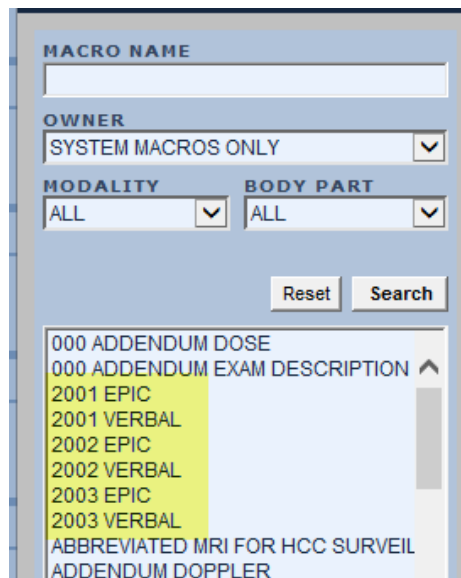 MACRO NAME
OWNER
SYSTEM MACROS ONLY
MODALITY BODY PART
ALL ALL
Reset Search
000 ADDENDUM DOSE
000 ADDENDUM EXAM DESCRIPTION
2001 EPIC
2001 VERBAL
2002 EPIC
2002 VERBAL
2003 EPIC
2003 VERBAL
ABBREVIATED MRI FOR HCC SURVEIL
ADDENDUM DOPPLER